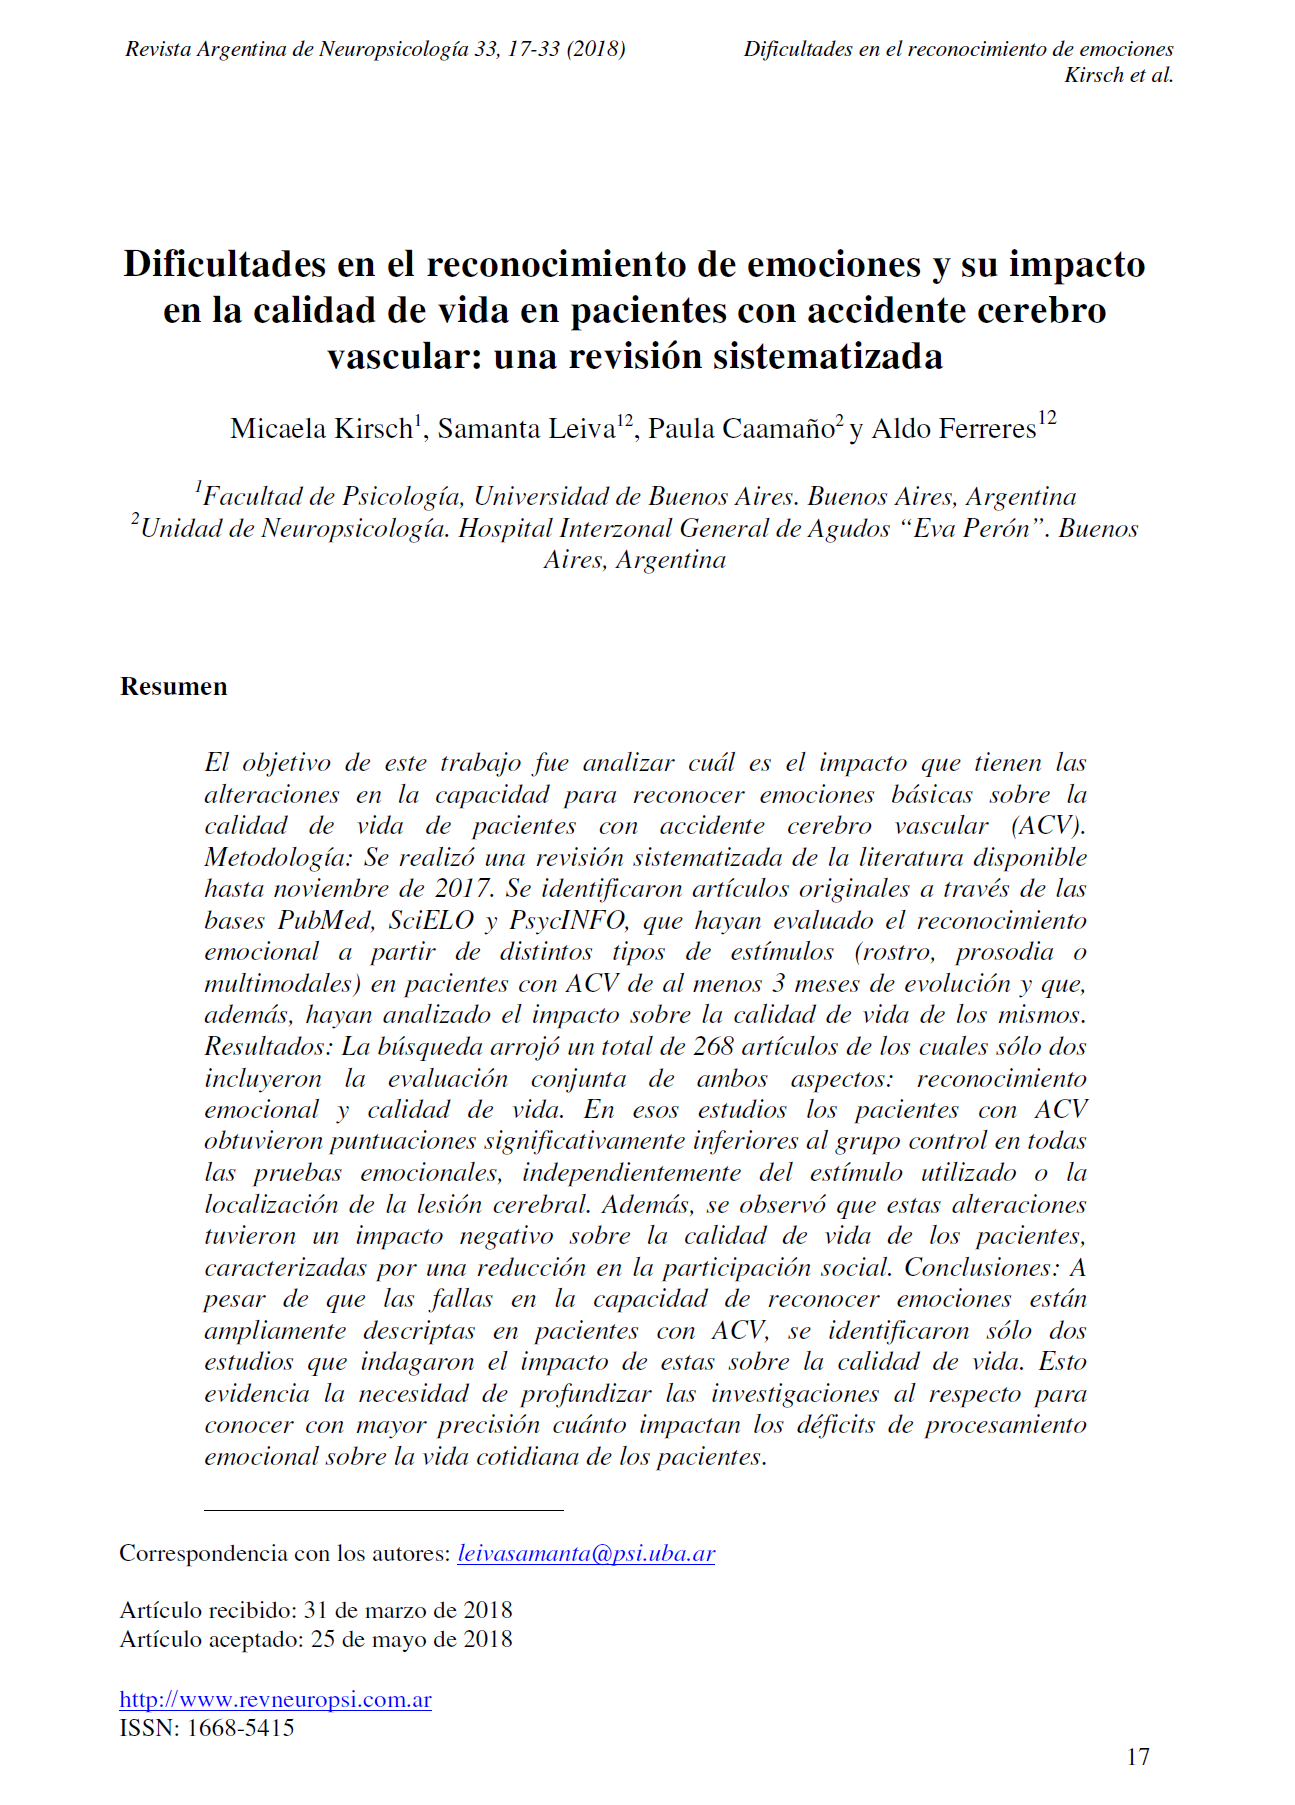 Revista Argentina de Neuropsicología 33, 17-33 (2018)
Dificultades en el reconocimiento de emociones
Kirsch et al.
Dificultades en el reconocimiento de emociones y su impacto
en la calidad de vida en pacientes con accidente cerebro
vascular: una revisión sistematizada
Micaela Kirsch1, Samanta Leiva12, Paula Caamaño2 y Aldo Ferreres12
1Facultad de Psicología, Universidad de Buenos Aires. Buenos Aires, Argentina
2Unidad de Neuropsicología. Hospital Interzonal General de Agudos “Eva Perón”. Buenos
Aires, Argentina
Resumen
El objetivo de este trabajo fue analizar cuál es el impacto que tienen las
alteraciones en la capacidad para reconocer emociones básicas sobre la
calidad de vida de pacientes con accidente cerebro vascular (ACV).
Metodología: Se realizó una revisión sistematizada de la literatura disponible
hasta noviembre de 2017. Se identificaron artículos originales a través de las
bases PubMed, SciELO y PsycINFO, que hayan evaluado el reconocimiento
emocional a partir de distintos tipos de estímulos (rostro, prosodia o
multimodales) en pacientes con ACV de al menos 3 meses de evolución y que,
además, hayan analizado el impacto sobre la calidad de vida de los mismos.
Resultados: La búsqueda arrojó un total de 268 artículos de los cuales sólo dos
incluyeron la evaluación conjunta de ambos aspectos: reconocimiento
emocional y calidad de vida. En esos estudios los pacientes con ACV
obtuvieron puntuaciones significativamente inferiores al grupo control en todas
las pruebas emocionales, independientemente del estímulo utilizado o la
localización de la lesión cerebral. Además, se observó que estas alteraciones
tuvieron un impacto negativo sobre la calidad de vida de los pacientes,
caracterizadas por una reducción en la participación social. Conclusiones: A
pesar de que las fallas en la capacidad de reconocer emociones están
ampliamente descriptas en pacientes con ACV, se identificaron sólo dos
estudios que indagaron el impacto de estas sobre la calidad de vida. Esto
evidencia la necesidad de profundizar las investigaciones al respecto para
conocer con mayor precisión cuánto impactan los déficits de procesamiento
emocional sobre la vida cotidiana de los pacientes.
Correspondencia con los autores: leivasamanta@psi.uba.ar
Artículo recibido: 31 de marzo de 2018
Artículo aceptado: 25 de mayo de 2018
http://www.revneuropsi.com.ar
ISSN: 1668-5415
17